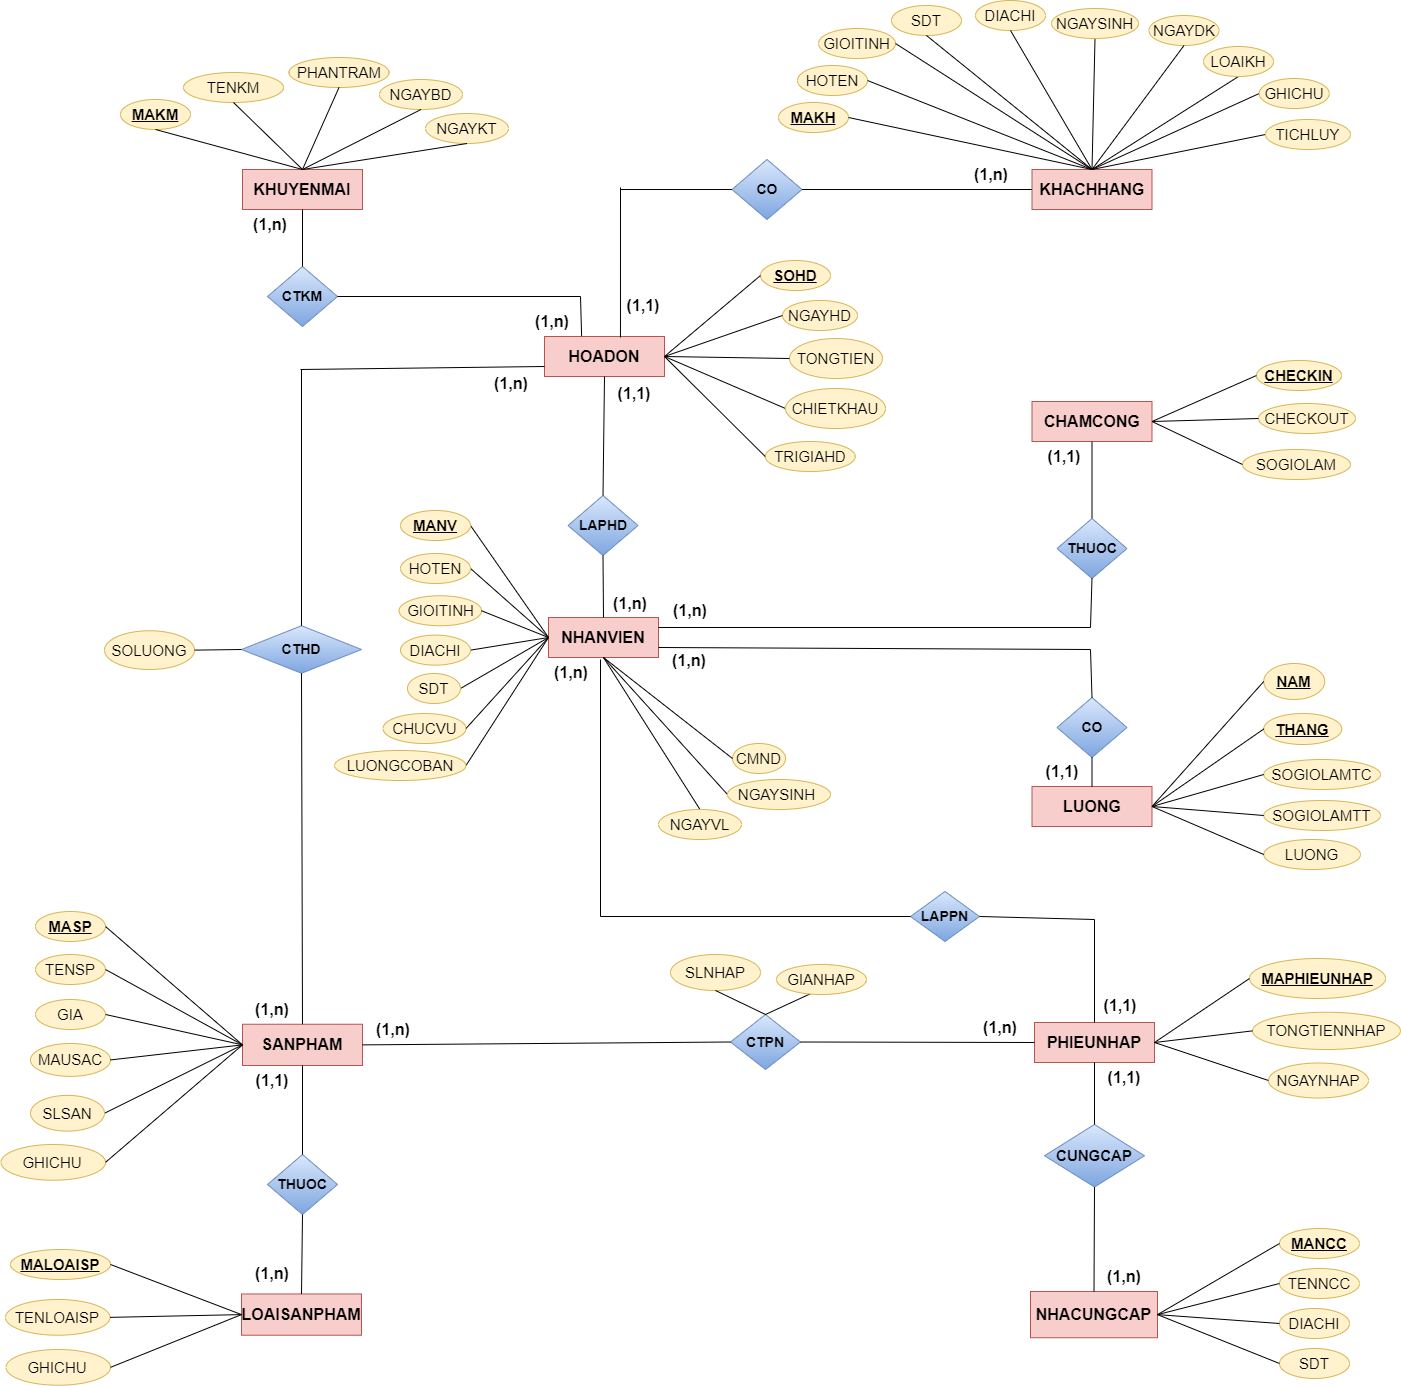 SDT
DIACHI
NGAYSINH
NGAYDK
GIOITINH
LOAIKH
HOTEN
GHICHU
MAKH
TICHLUY
PHANTRAM
TENKM
NGAYBD
MAKM
NGAYKT
KHUYENMAI
(1,n)
CO
(1,n)
KHACHHANG
CTKM
(1,n)
(1,1)
HOADON
(1,n)
(1,1)
SOHD
NGAYHD
TONGTIEN
CHIETKHAU
TRIGIAHD
CHECKIN
CHAMCONG
CHECKOUT
(1,1)
SOGIOLAM
LAPHD
THUOC
MANV
HOTEN
GIOITINH
DIACHI
SDT
CHUCVU
LUONGCOBAN
(1,n)
(1,n)
NHANVIEN
(1,n)
(1,n)
SOLUONG
CTHD
CMND
NGAYSINH
NGAYVL
CO
(1,1)
LUONG
NAM
THANG
SOGIOLAMTC
SOGIOLAMTT
LUONG
LAPPN
MASP
TENSP
GIA
MAUSAC
SLSAN
GHICHU
(1,n)
SANPHAM
(1,n)
(1,1)
SLNHAP
GIANHAP
CTPN
(1,n)
(1,1)
PHIEUNHAP
(1,1)
MAPHIEUNHAP
TONGTIENNHAP
NGAYNHAP
THUOC
CUNGCAP
MALOAISP
TENLOAISP
GHICHU
(1,n)
LOAISANPHAM
(1,n)
NHACUNGCAP
MANCC
TENNCC
DIACHI
SDT